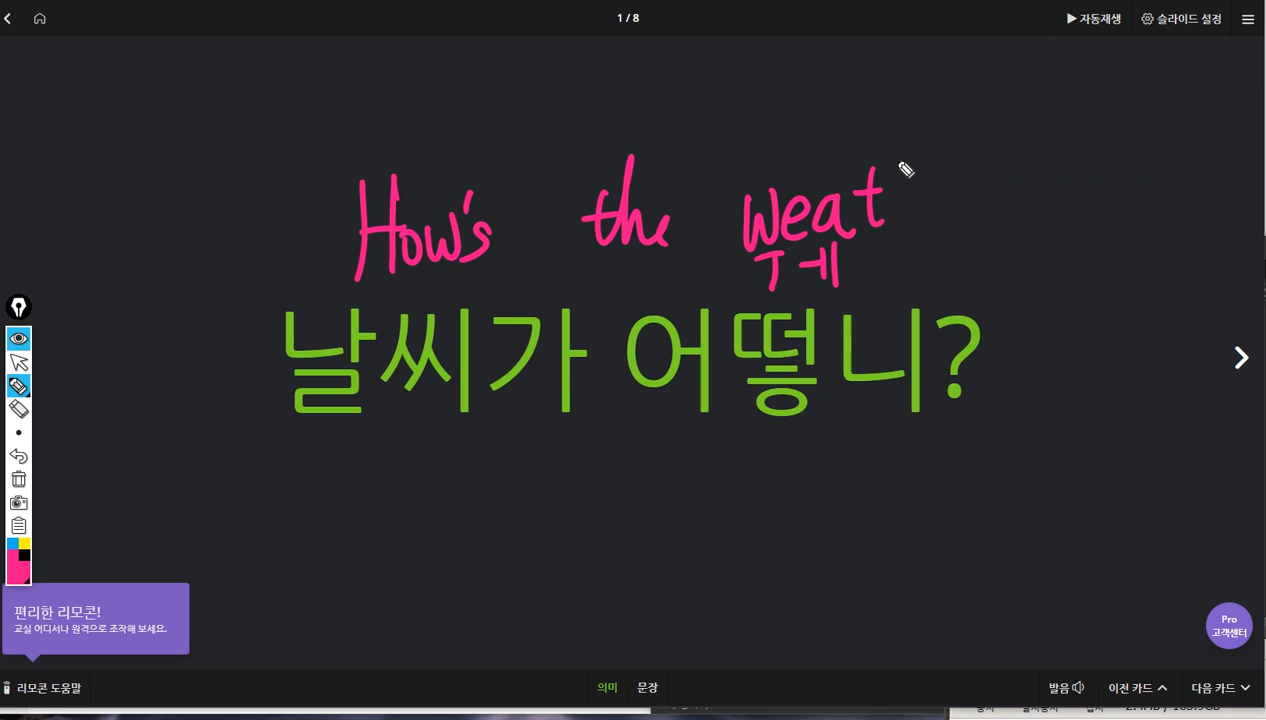 1 / 8
자동재생
슬라이드 설정
How's the weat
ㅜ ㅔ
날씨가 어떻니?
편리한 리모콘!
교실 어디서나 원격으로 조작해 보세요.
Pro
고객센터
리모콘 도움말
의미
문장
발음
이전 카드
다음 카드